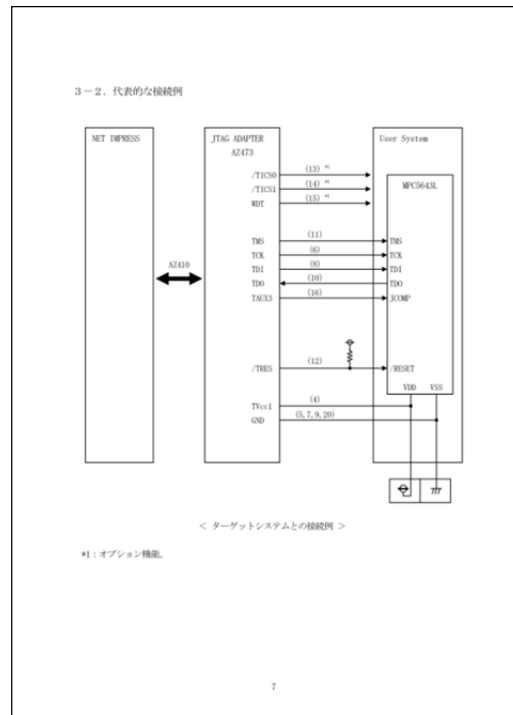 3－2．代表的な接続例
NET IMPRESS
JTAG ADAPTER
AZ473
User System
/TICS0
(13) *1
/TICS1
(14) *1
WDT
(15) *1
MPC5643L
AZ410
TMS
(11)
TMS
TCK
(6)
TCK
TDI
(8)
TDI
TDO
(10)
TDO
TAUX3
(16)
JCOMP
/TRES
(12)
/RESET
VDD
VSS
TVcc1
(4)
GND
(5,7,9,20)
＜ ターゲットシステムとの接続例 ＞
*1：オプション機能。
7